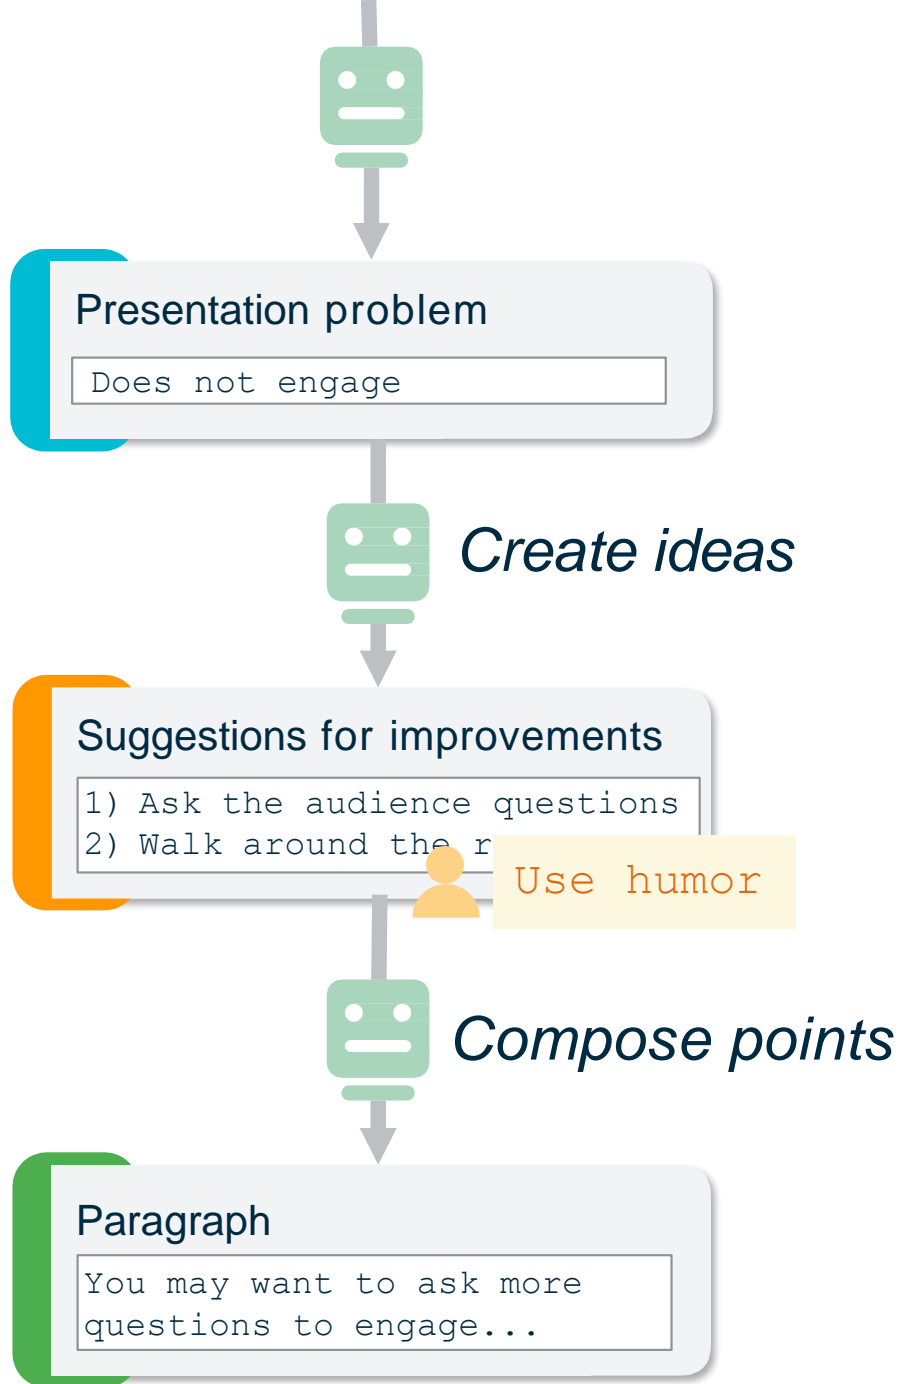 Presentation problem
Does not engage
Create ideas
Suggestions for improvements
1) Ask the audience questions
2) Walk around the r
Use humor
Compose points
Paragraph
You may want to ask more
questions to engage...